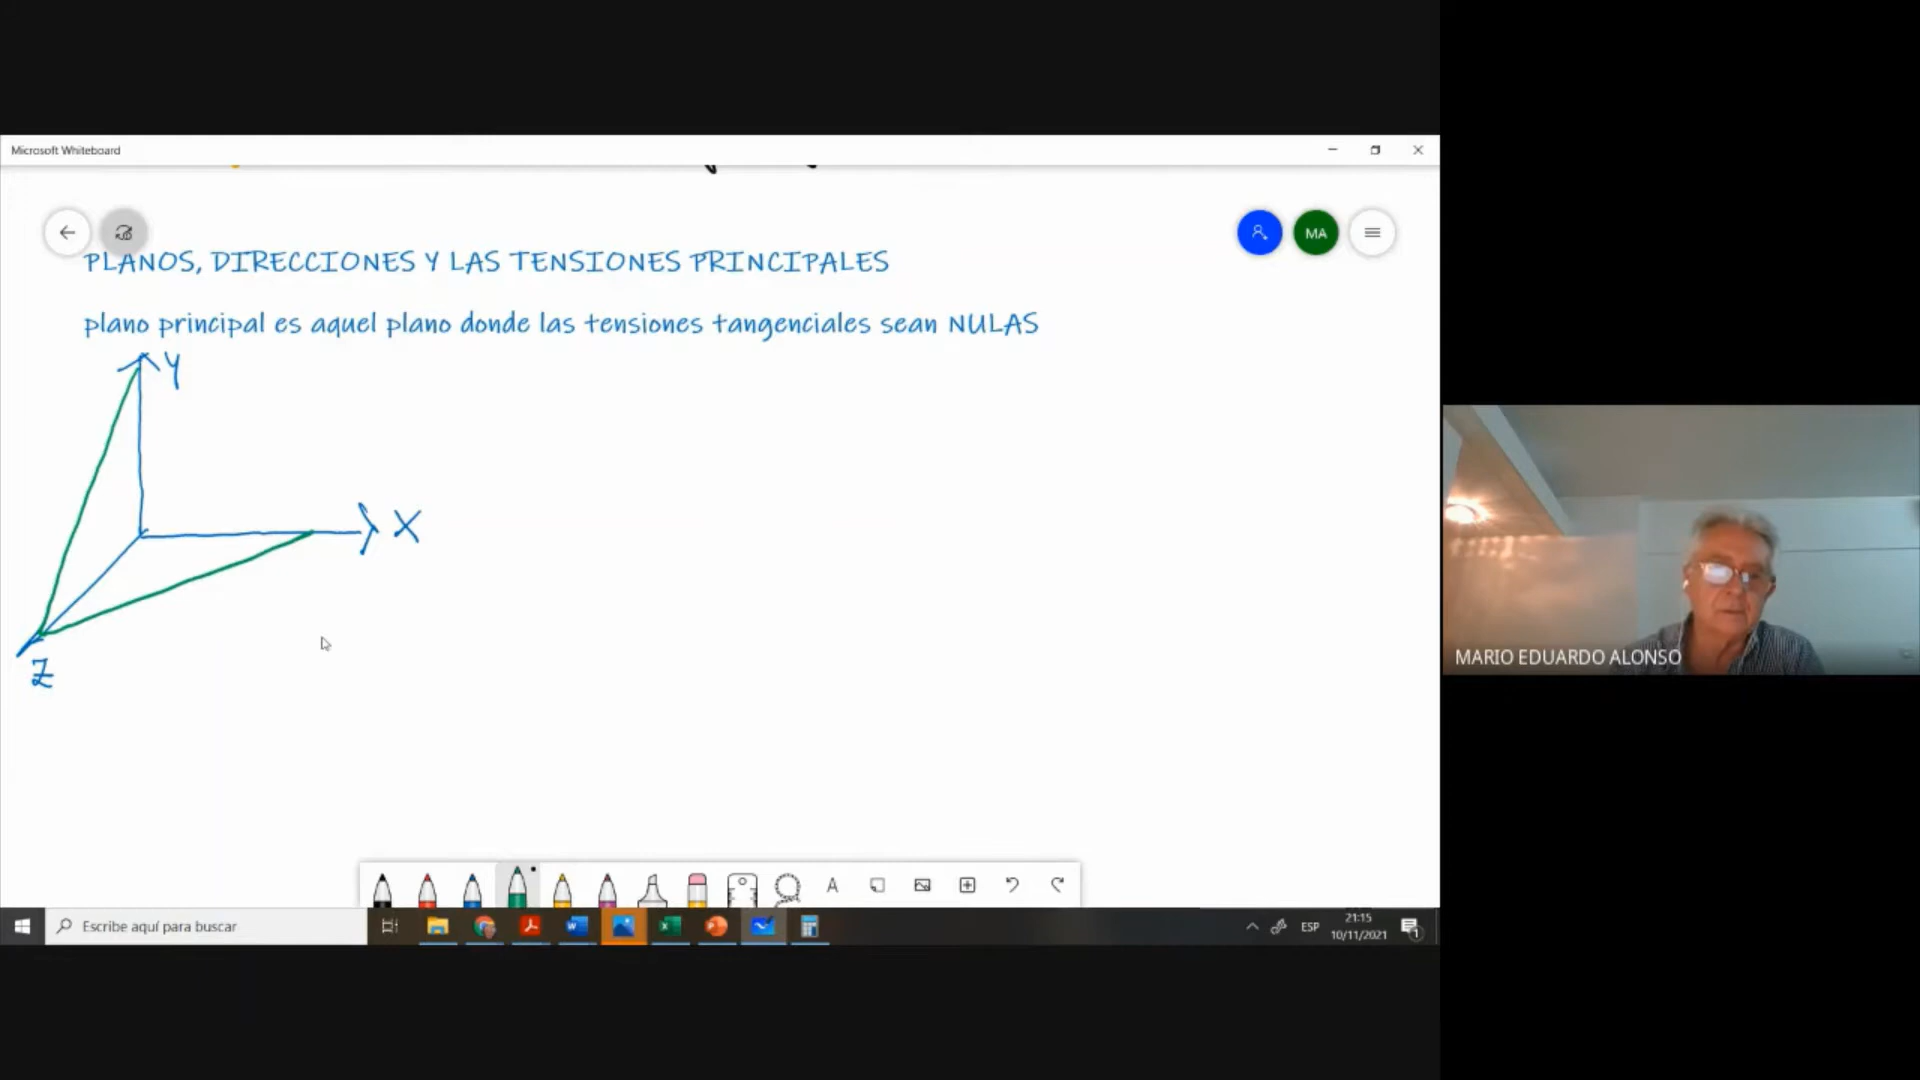 Microsoft Whiteboard
MA
PLANOS, DIRECCIONES Y LAS TENSIONES PRINCIPALES
plano principal es aquel plano donde las tensiones tangenciales sean NULAS
Y
X
Z
MARIO EDUARDO ALONSO
A
Escribe aquí para buscar
ESP
21:15
10/11/2021
1